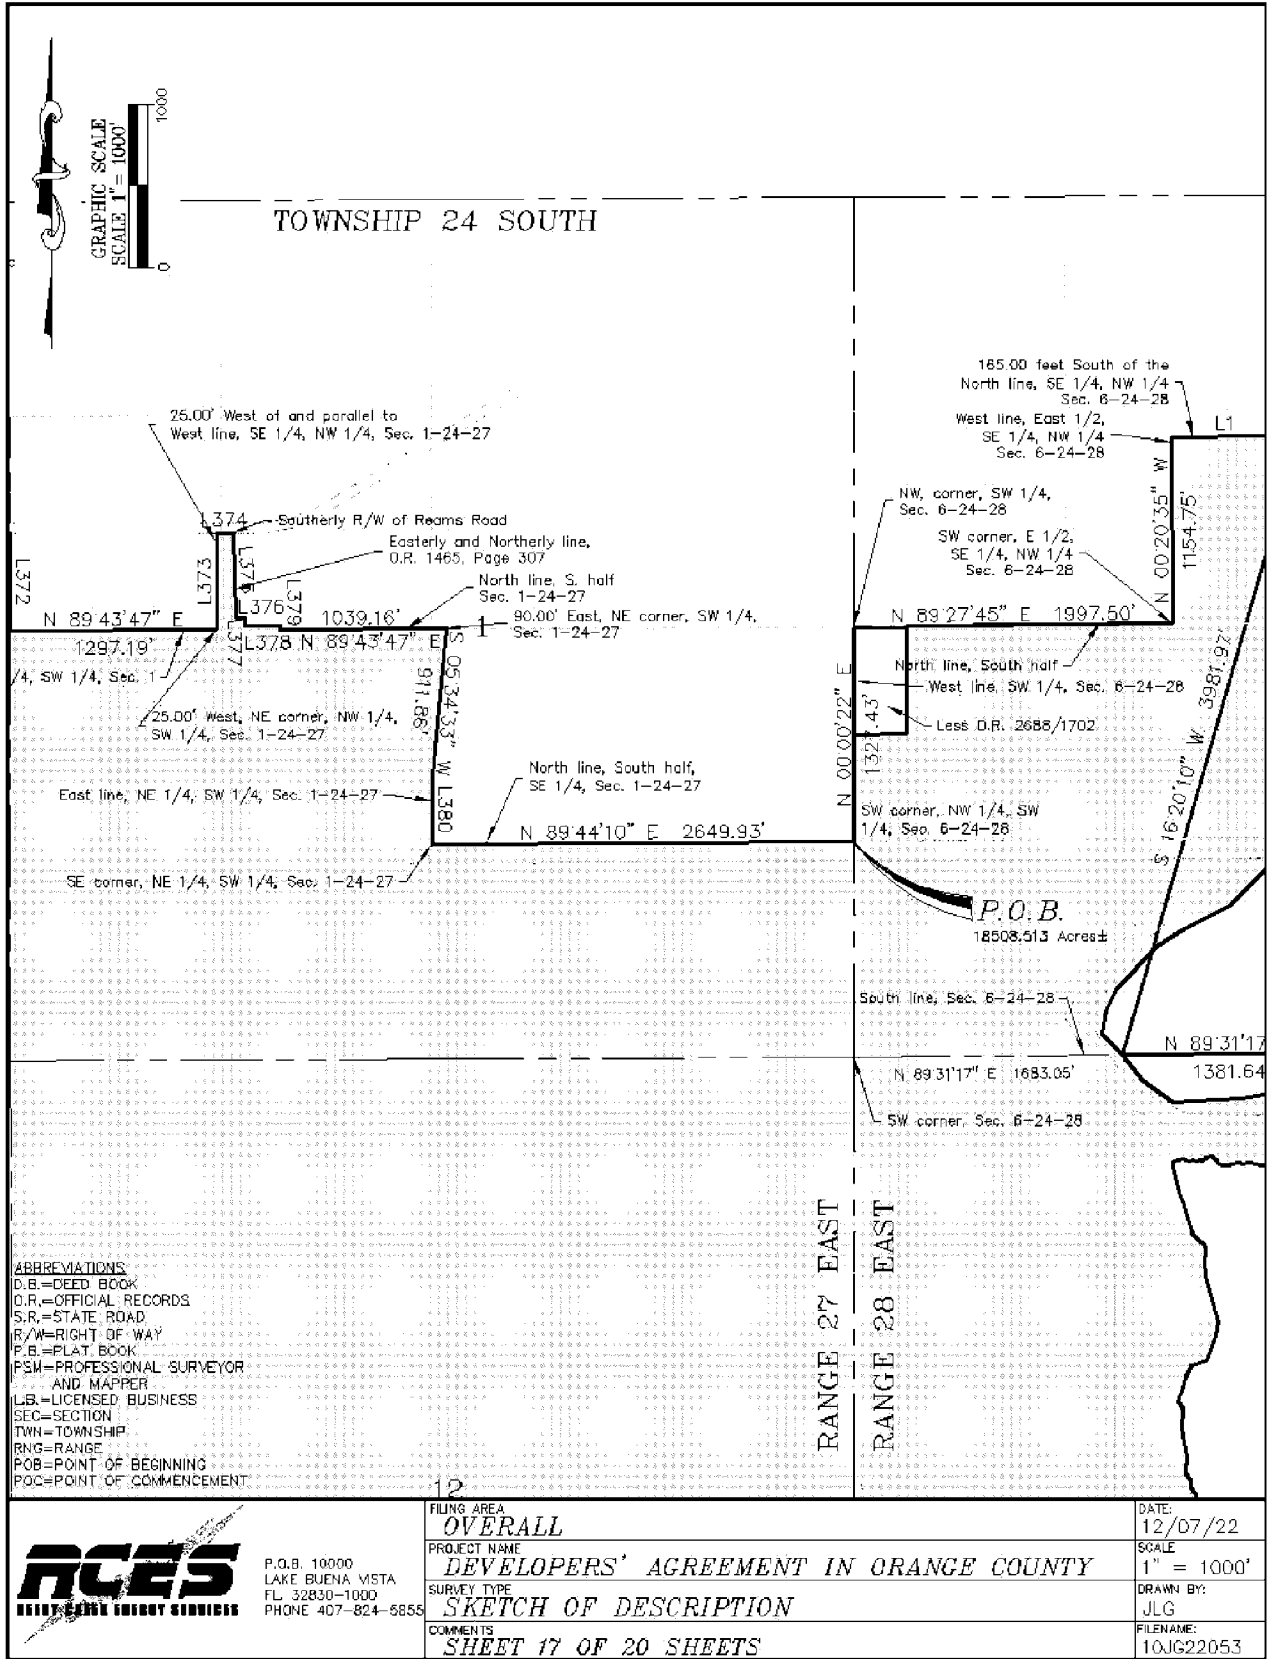 GRAPHIC SCALE
SCALE 1"= 1000'
0
1000
TOWNSHIP 24 SOUTH
165.00 feet South of the
North line, SE 1/4, NW 1/4
Sec. 6-24-28
West line, East 1/2,
SE 1/4, NW 1/4
Sec. 6-24-28
L1
N 00°20'35" W
1154.75'
25.00' West of and parallel to
West line, SE 1/4, NW 1/4, Sec. 1-24-27
NW, corner, SW 1/4,
Sec. 6-24-28
SW corner, E 1/2,
SE 1/4, NW 1/4
Sec. 6-24-28
L374
Southerly R/W of Reams Road
Easterly and Northerly line,
O.R. 1465, Page 307
North line, S. half
Sec. 1-24-27
90.00' East, NE corner, SW 1/4,
Sec. 1-24-27
L372
L373
L375
L376
L379
L377
L378
N 89°43'47" E
1297.19'
1039.16'
N 89°43'47" E
1
N 89°27'45" E 1997.50'
/4, SW 1/4, Sec. 1
25.00' West, NE corner, NW 1/4,
SW 1/4, Sec. 1-24-27
S 05°34'33" W
911.86'
North line, South half
West line, SW 1/4, Sec. 6-24-28
Less O.R. 2688/1702
N 00°00'22" E
S 16°20'10" W 3981.97'
North line, South half,
SE 1/4, Sec. 1-24-27
East line, NE 1/4, SW 1/4, Sec. 1-24-27
L380
N 89°44'10" E 2649.93'
SW corner, NW 1/4, SW
1/4, Sec. 6-24-28
SE corner, NE 1/4, SW 1/4, Sec. 1-24-27
P.O.B.
18508.513 Acres±
South line, Sec. 6-24-28
N 89°31'17
1381.64
N 89°31'17" E 1683.05'
SW corner, Sec. 6-24-28
RANGE 27 EAST
RANGE 28 EAST
ABBREVIATIONS
D.B.=DEED BOOK
O.R.=OFFICIAL RECORDS
S.R.=STATE ROAD
R/W=RIGHT OF WAY
P.B.=PLAT BOOK
PSM=PROFESSIONAL SURVEYOR
AND MAPPER
L.B.=LICENSED BUSINESS
SEC=SECTION
TWN=TOWNSHIP
RNG=RANGE
POB=POINT OF BEGINNING
POC=POINT OF COMMENCEMENT
12
RCES
REEDY CREEK ENERGY SERVICES
P.O.B. 10000
LAKE BUENA VISTA
FL 32830-1000
PHONE 407-824-5855
FILING AREA
OVERALL
PROJECT NAME
DEVELOPERS' AGREEMENT IN ORANGE COUNTY
SURVEY TYPE
SKETCH OF DESCRIPTION
COMMENTS
SHEET 17 OF 20 SHEETS
DATE:
12/07/22
SCALE
1" = 1000'
DRAWN BY:
JLG
FILENAME:
10JG22053